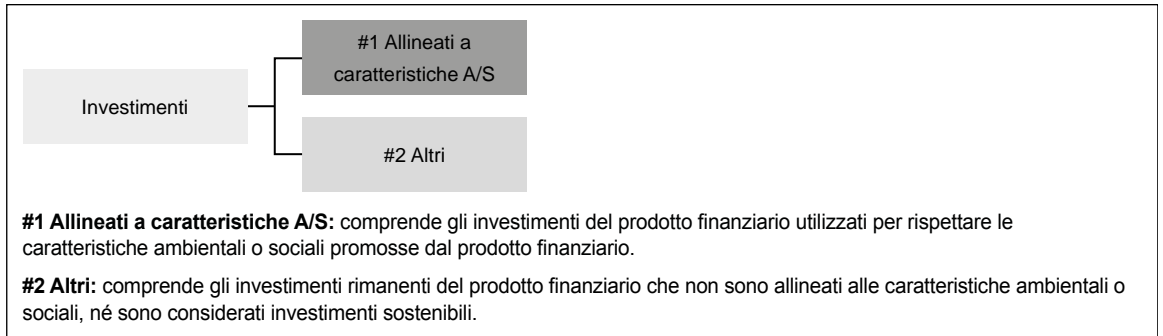 #1 Allineati a
caratteristiche A/S
Investimenti
#2 Altri
#1 Allineati a caratteristiche A/S: comprende gli investimenti del prodotto finanziario utilizzati per rispettare le
caratteristiche ambientali o sociali promosse dal prodotto finanziario.
#2 Altri: comprende gli investimenti rimanenti del prodotto finanziario che non sono allineati alle caratteristiche ambientali o
sociali, né sono considerati investimenti sostenibili.